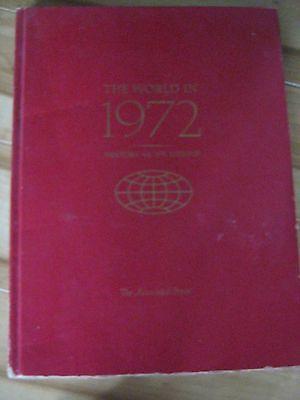 THE WORLD IN
1972
HISTORY AS WE LIVED IT
The Associated Press